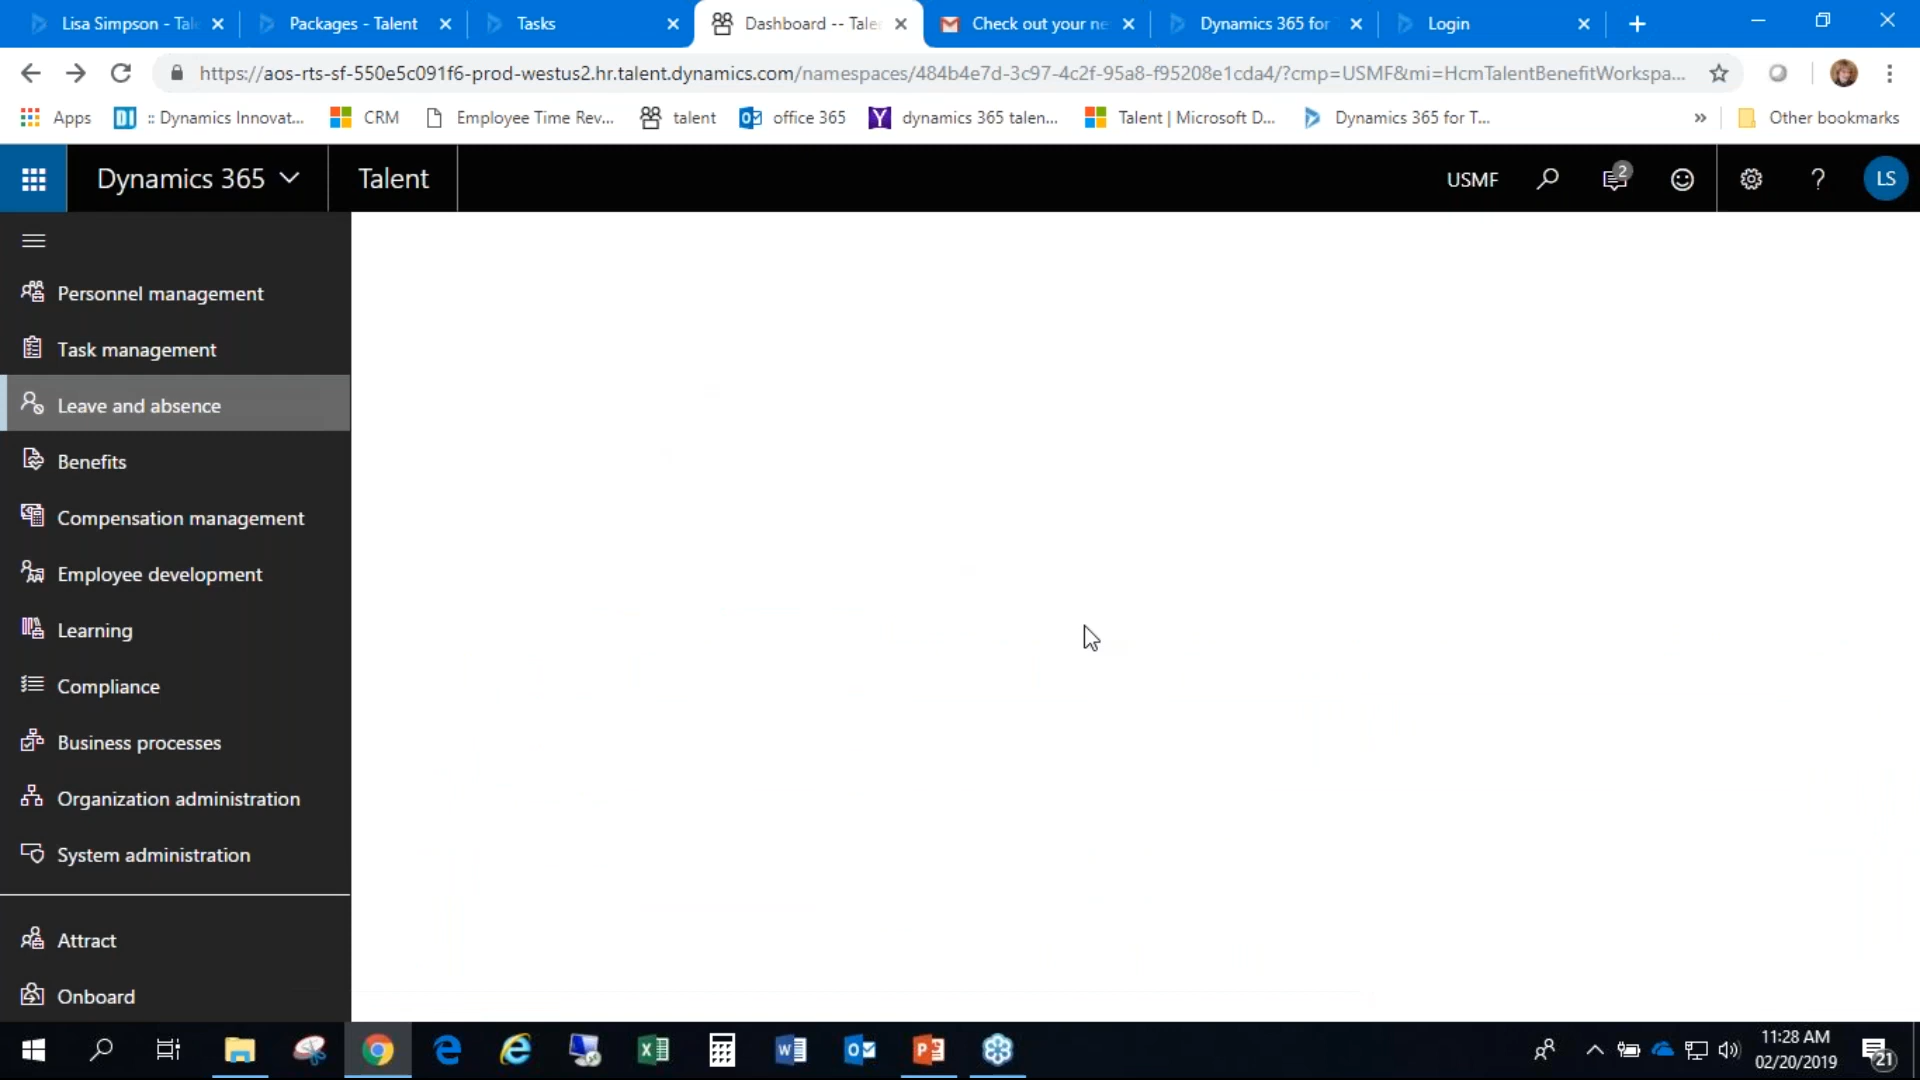 Lisa Simpson - Tal
Packages - Talent
Tasks
Dashboard -- Tale
Check out your ne
Dynamics 365 for
Login
https://aos-rts-sf-550e5c091f6-prod-westus2.hr.talent.dynamics.com/namespaces/484b4e7d-3c97-4c2f-95a8-f95208e1cda4/?cmp=USMF&mi=HcmTalentBenefitWorkspa...
Apps
:: Dynamics Innovat...
CRM
Employee Time Rev...
talent
office 365
dynamics 365 talen...
Talent | Microsoft D...
Dynamics 365 for T...
»
Other bookmarks
Dynamics 365
Talent
USMF
2
?
LS
Personnel management
Task management
Leave and absence
Benefits
Compensation management
Employee development
Learning
Compliance
Business processes
Organization administration
System administration
Attract
Onboard
11:28 AM
02/20/2019
21